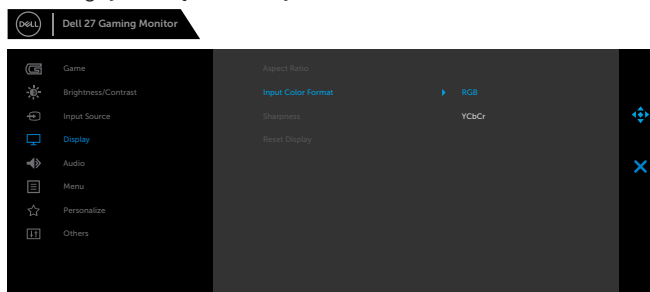 DELL
Dell 27 Gaming Monitor
Game
Aspect Ratio
Brightness/Contrast
Input Color Format
RGB
Input Source
Sharpness
YCbCr
Display
Reset Display
Audio
Menu
Personalize
Others